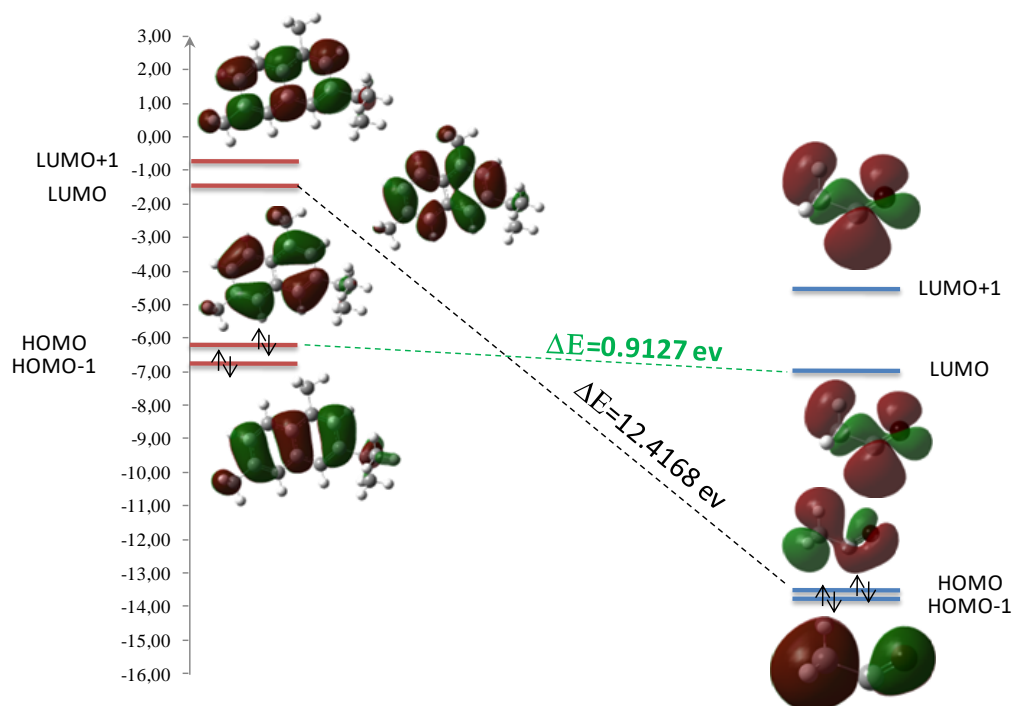 3,00
2,00
1,00
0,00
-1,00
-2,00
-3,00
-4,00
-5,00
-6,00
-7,00
-8,00
-9,00
-10,00
-11,00
-12,00
-13,00
-14,00
-15,00
-16,00
LUMO+1
LUMO
HOMO
HOMO-1
ΔE=0.9127 ev
ΔE=12.4168 ev
LUMO+1
LUMO
HOMO
HOMO-1